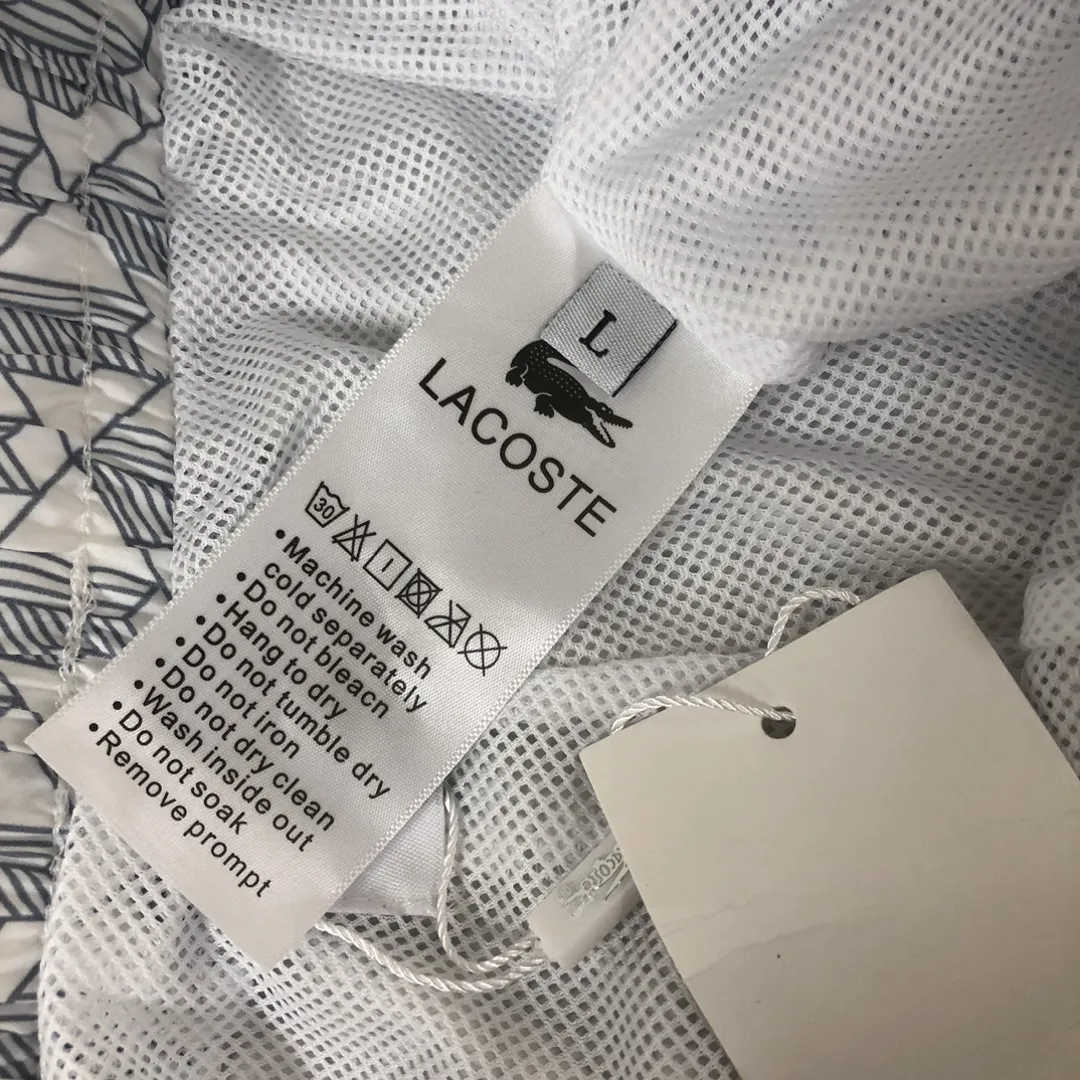 L
LACOSTE
30
•Machine wash
cold separately
•Do not bleacn
•Hang to dry
•Do not tumble dry
•Do not iron
•Do not dry clean
•Wash inside out
•Do not soak
•Remove prompt
Lacoste